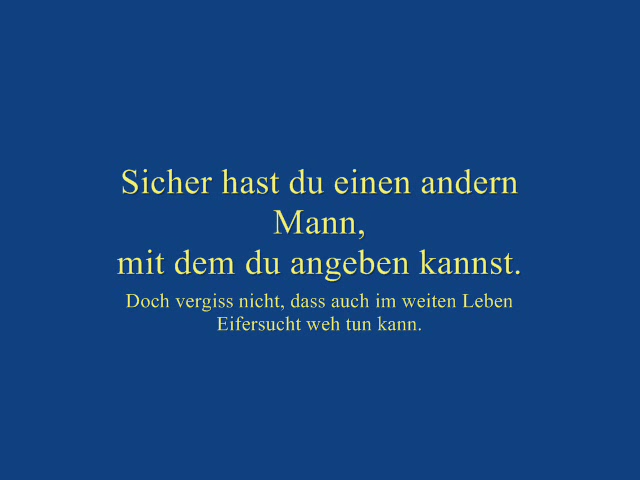 Sicher hast du einen andern
Mann,
mit dem du angeben kannst.
Doch vergiss nicht, dass auch im weiten Leben
Eifersucht weh tun kann.